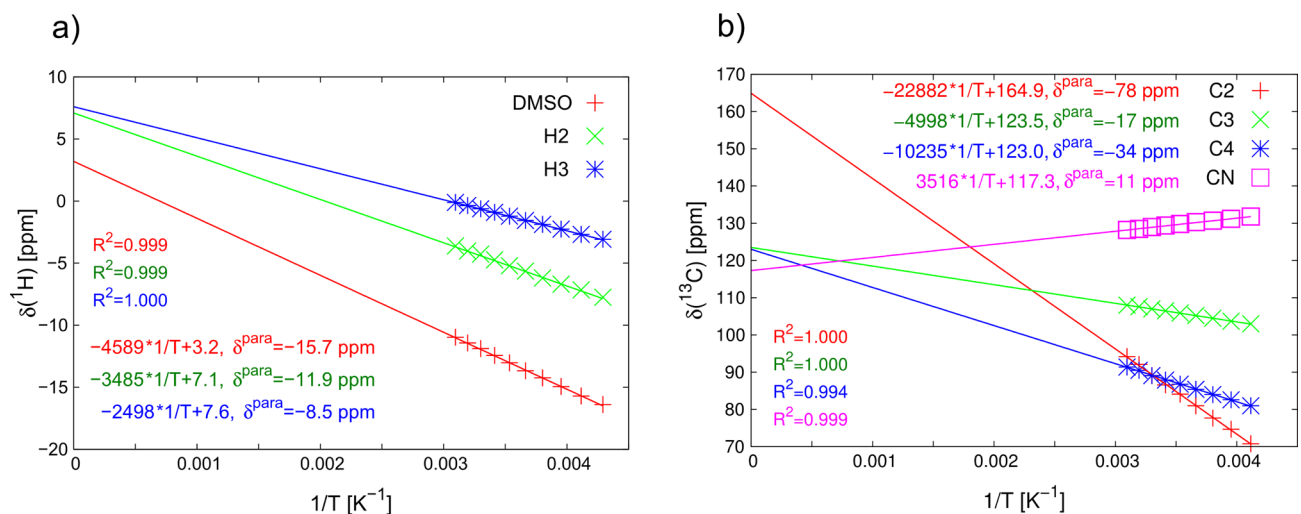 a)
10
5
0
−5
−10
−15
−20
δ(¹H) [ppm]
DMSO
H2
H3
R²=0.999
R²=0.999
R²=1.000
−4589*1/T+3.2, δᵖᵃʳᵃ=−15.7 ppm
−3485*1/T+7.1, δᵖᵃʳᵃ=−11.9 ppm
−2498*1/T+7.6, δᵖᵃʳᵃ=−8.5 ppm
0 0.001 0.002 0.003 0.004
1/T [K⁻¹]
b)
170
160
150
140
130
120
110
100
90
80
70
δ(¹³C) [ppm]
−22882*1/T+164.9, δᵖᵃʳᵃ=−78 ppm C2
−4998*1/T+123.5, δᵖᵃʳᵃ=−17 ppm C3
−10235*1/T+123.0, δᵖᵃʳᵃ=−34 ppm C4
3516*1/T+117.3, δᵖᵃʳᵃ=11 ppm CN
R²=1.000
R²=1.000
R²=0.994
R²=0.999
0 0.001 0.002 0.003 0.004
1/T [K⁻¹]